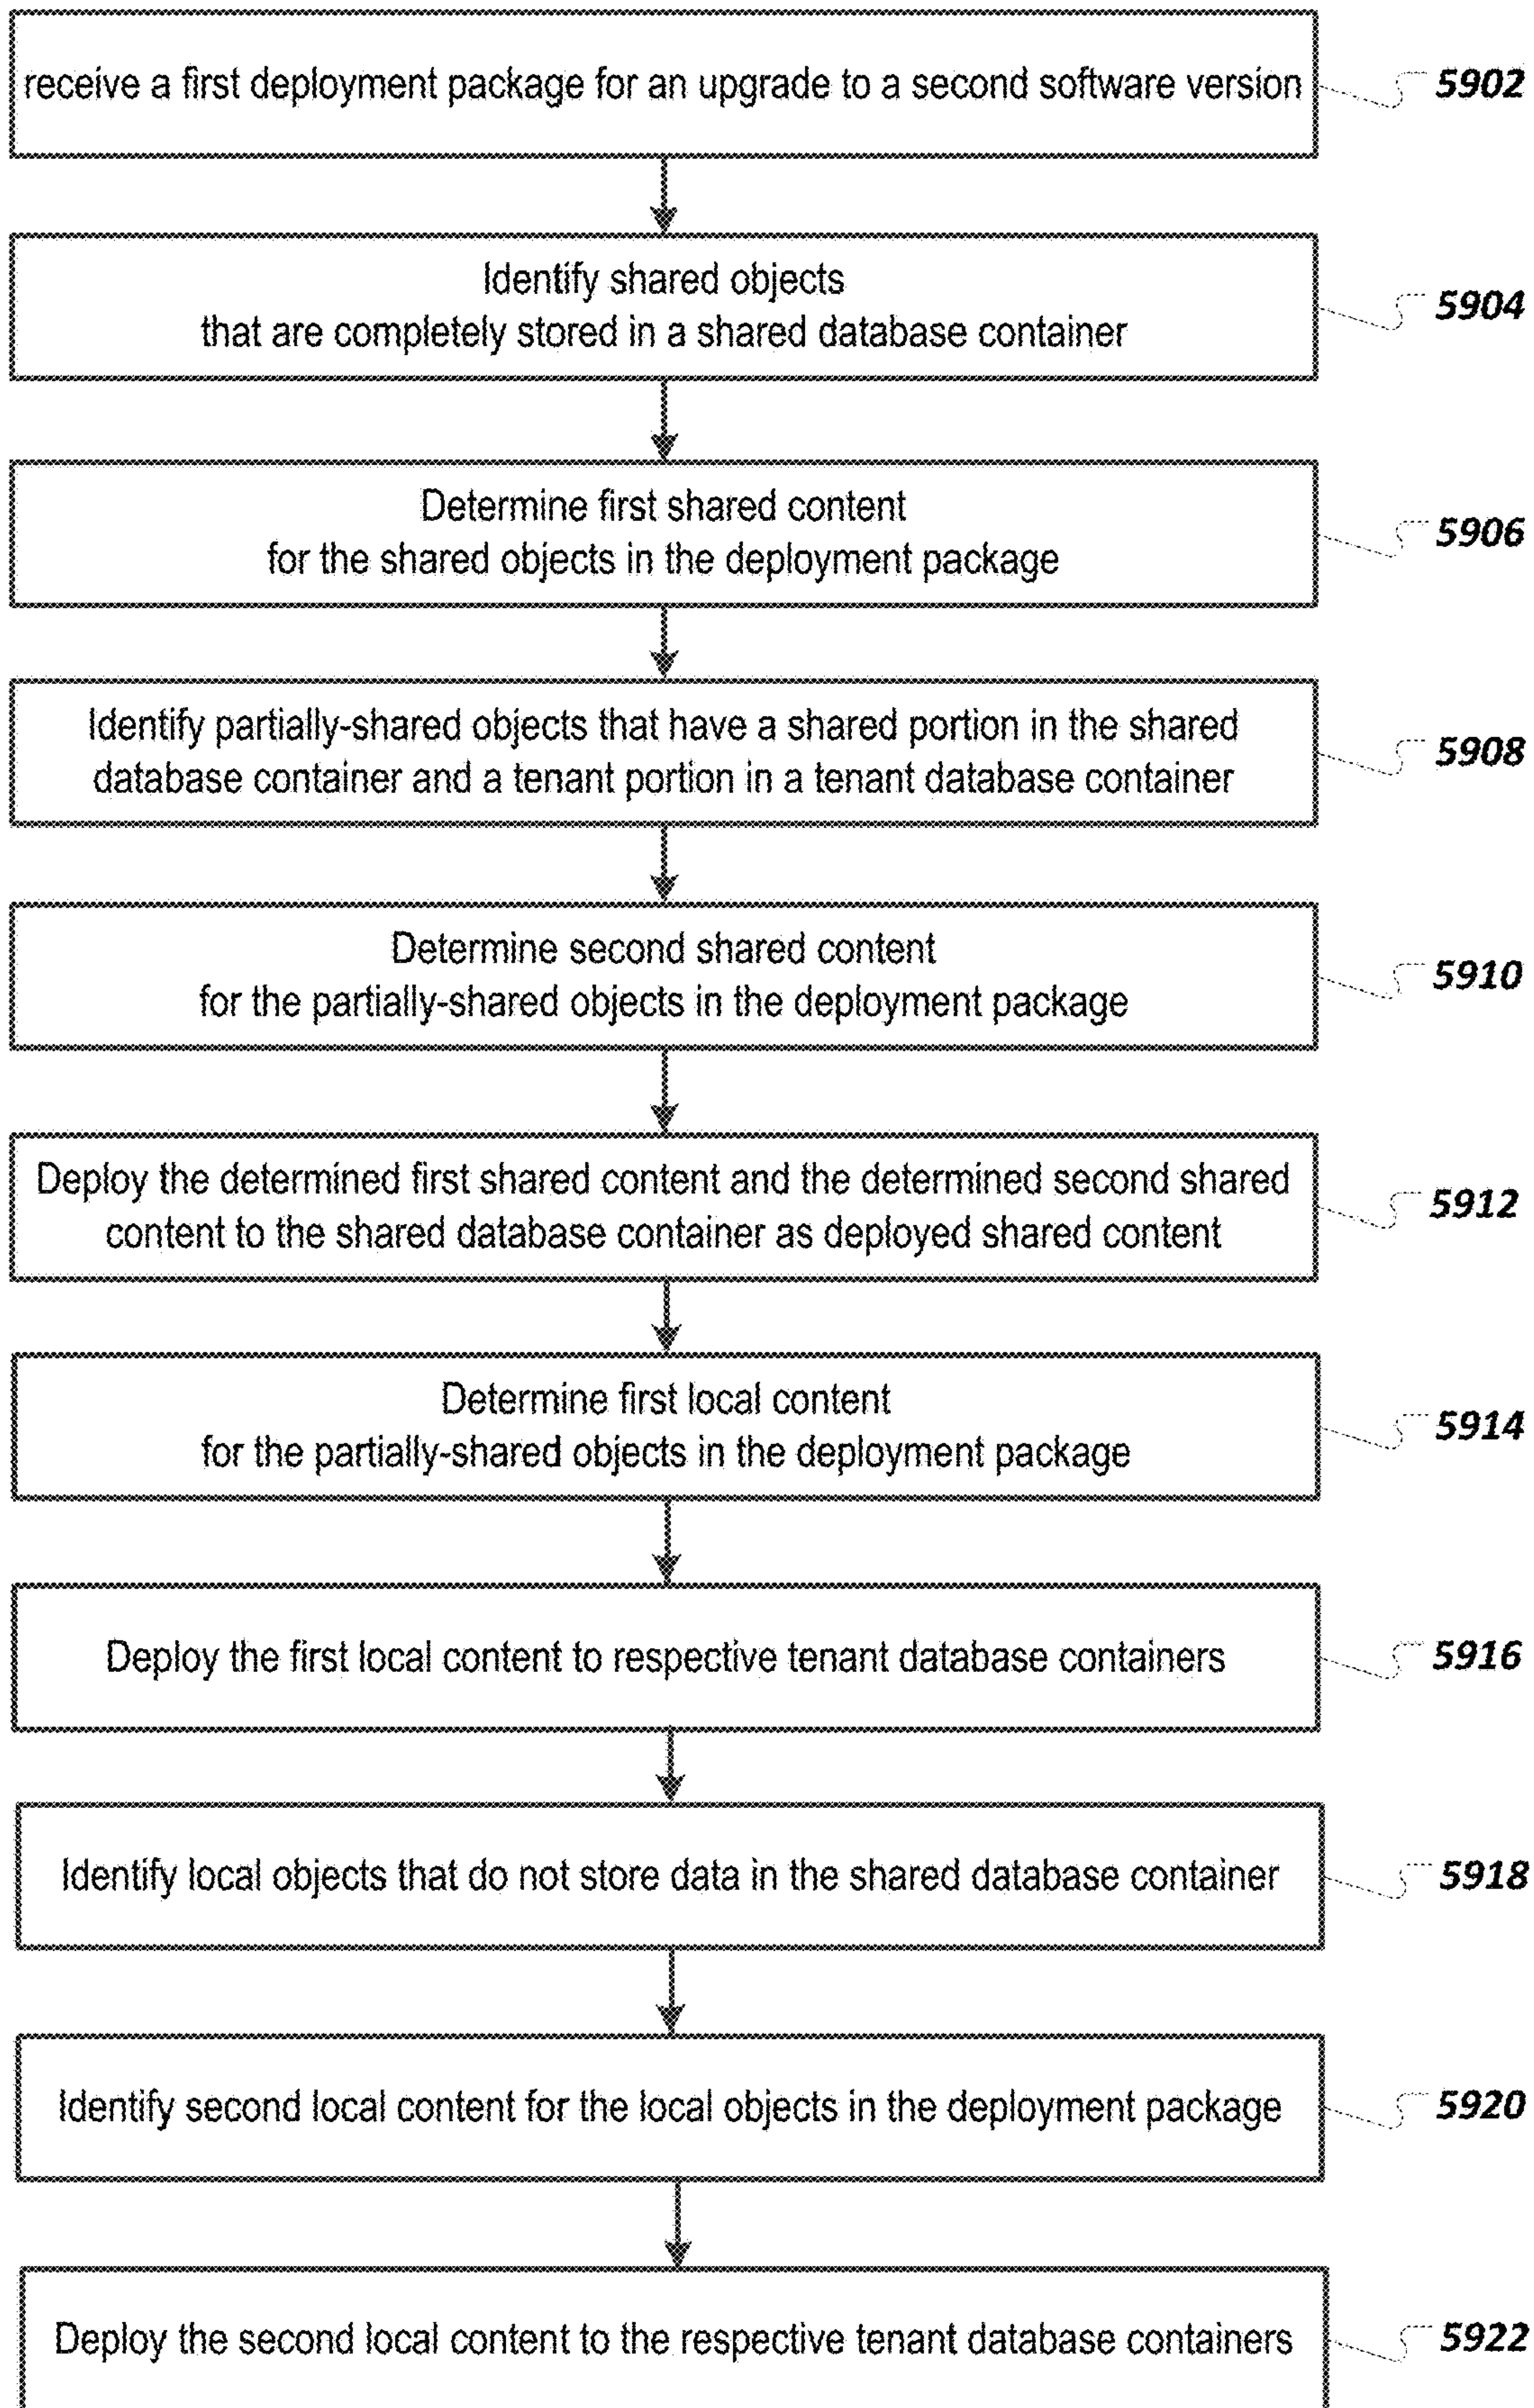 receive a first deployment package for an upgrade to a second software version
5902
Identify shared objects
that are completely stored in a shared database container
5904
Determine first shared content
for the shared objects in the deployment package
5906
Identify partially-shared objects that have a shared portion in the shared
database container and a tenant portion in a tenant database container
5908
Determine second shared content
for the partially-shared objects in the deployment package
5910
Deploy the determined first shared content and the determined second shared
content to the shared database container as deployed shared content
5912
Determine first local content
for the partially-shared objects in the deployment package
5914
Deploy the first local content to respective tenant database containers
5916
Identify local objects that do not store data in the shared database container
5918
Identify second local content for the local objects in the deployment package
5920
Deploy the second local content to the respective tenant database containers
5922